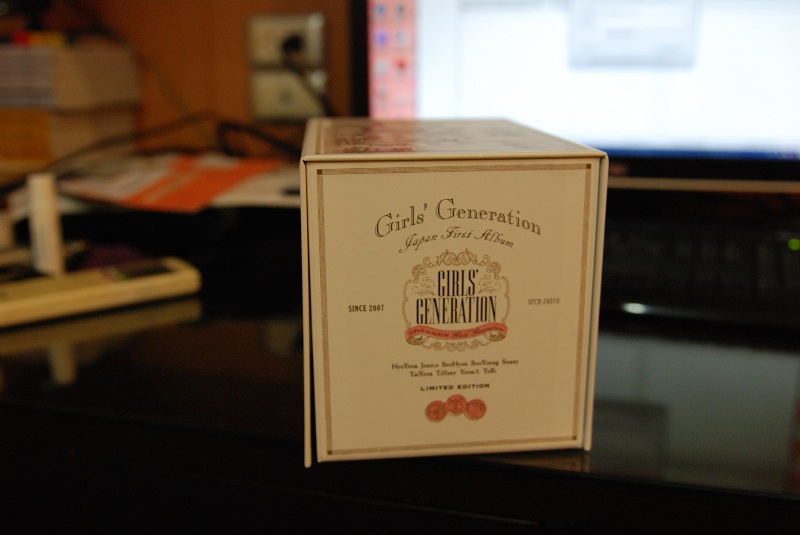 Girls' Generation
Japan First Album
GIRLS'
GENERATION
SINCE 2007
HyoYeon Jessica SeoHyun SooYoung Sunny
TaeYeon Tiffany YoonA YuRi
LIMITED EDITION